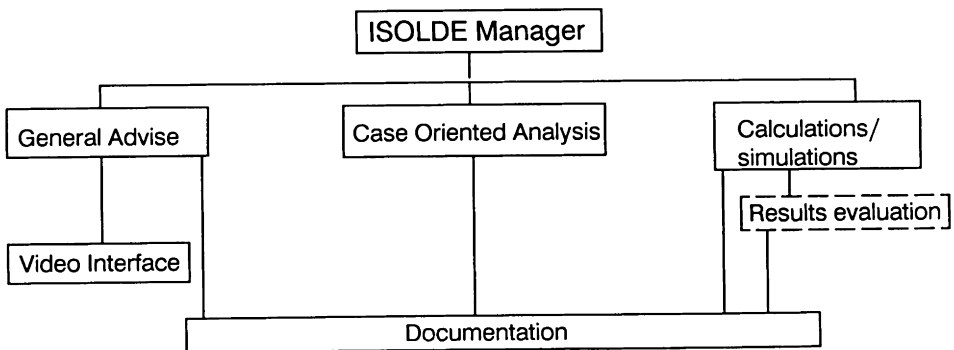 ISOLDE Manager
General Advise
Case Oriented Analysis
Calculations/
simulations
Results evaluation
Video Interface
Documentation